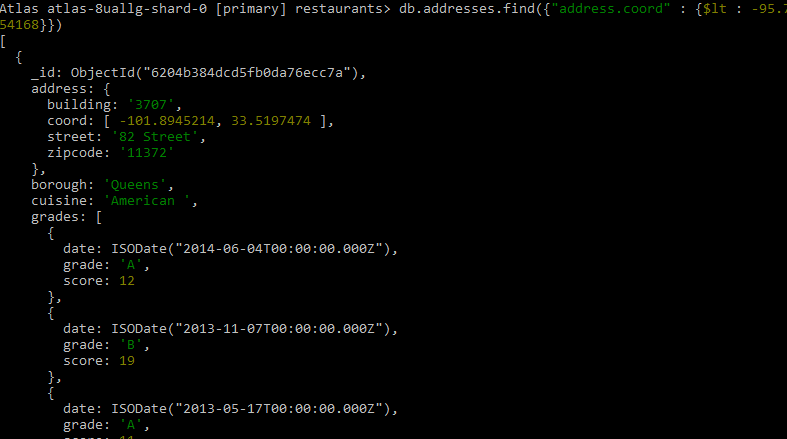 Atlas atlas-8uallg-shard-0 [primary] restaurants> db.addresses.find({"address.coord" : {$lt : -95.7
54168}})
[
  {
    _id: ObjectId("6204b384dcd5fb0da76ecc7a"),
    address: {
      building: '3707',
      coord: [ -101.8945214, 33.5197474 ],
      street: '82 Street',
      zipcode: '11372'
    },
    borough: 'Queens',
    cuisine: 'American ',
    grades: [
      {
        date: ISODate("2014-06-04T00:00:00.000Z"),
        grade: 'A',
        score: 12
      },
      {
        date: ISODate("2013-11-07T00:00:00.000Z"),
        grade: 'B',
        score: 19
      },
      {
        date: ISODate("2013-05-17T00:00:00.000Z"),
        grade: 'A',
        score: 11